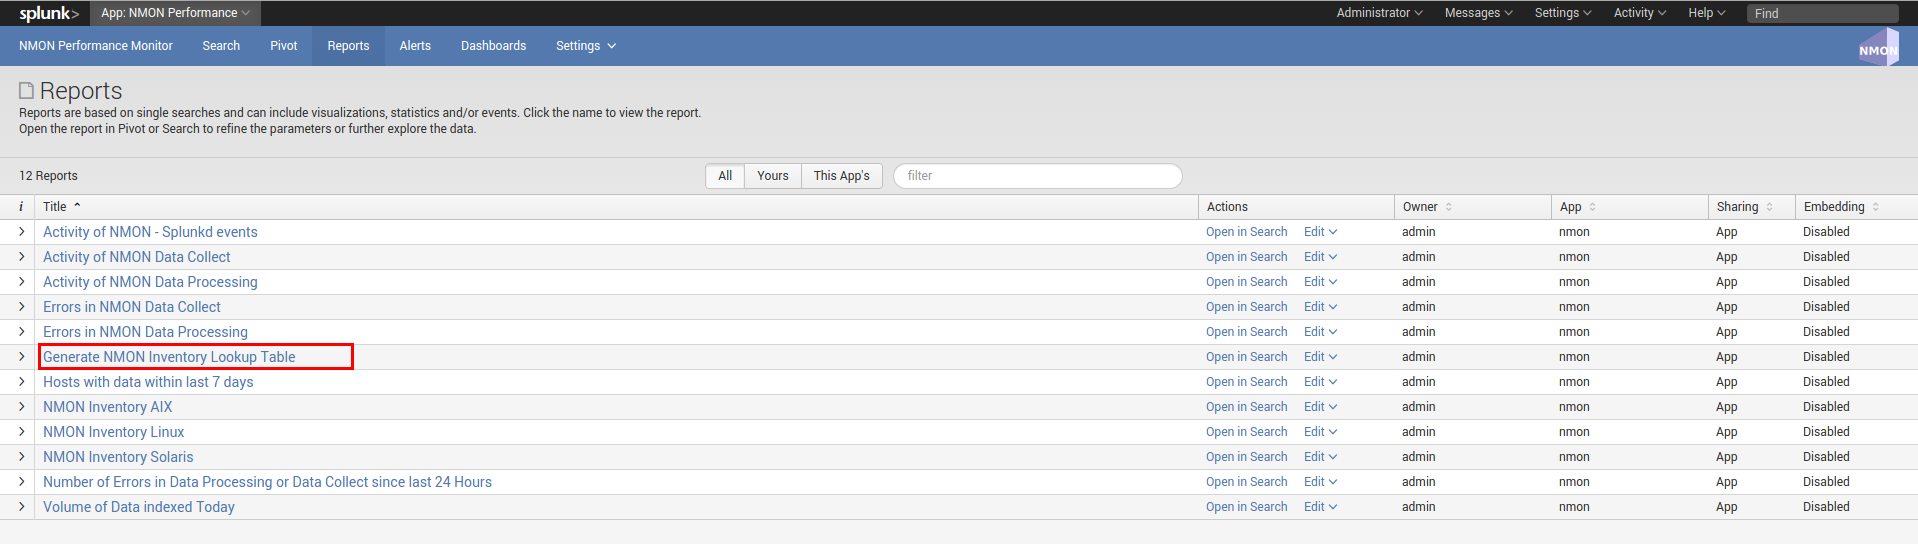 splunk> App: NMON Performance Administrator Messages Settings Activity Help Find
NMON Performance Monitor Search Pivot Reports Alerts Dashboards Settings NMON
Reports
Reports are based on single searches and can include visualizations, statistics and/or events. Click the name to view the report.
Open the report in Pivot or Search to refine the parameters or further explore the data.
12 Reports All Yours This App's filter
i Title Actions Owner App Sharing Embedding
Activity of NMON - Splunkd events Open in Search Edit admin nmon App Disabled
Activity of NMON Data Collect Open in Search Edit admin nmon App Disabled
Activity of NMON Data Processing Open in Search Edit admin nmon App Disabled
Errors in NMON Data Collect Open in Search Edit admin nmon App Disabled
Errors in NMON Data Processing Open in Search Edit admin nmon App Disabled
Generate NMON Inventory Lookup Table Open in Search Edit admin nmon App Disabled
Hosts with data within last 7 days Open in Search Edit admin nmon App Disabled
NMON Inventory AIX Open in Search Edit admin nmon App Disabled
NMON Inventory Linux Open in Search Edit admin nmon App Disabled
NMON Inventory Solaris Open in Search Edit admin nmon App Disabled
Number of Errors in Data Processing or Data Collect since last 24 Hours Open in Search Edit admin nmon App Disabled
Volume of Data indexed Today Open in Search Edit admin nmon App Disabled